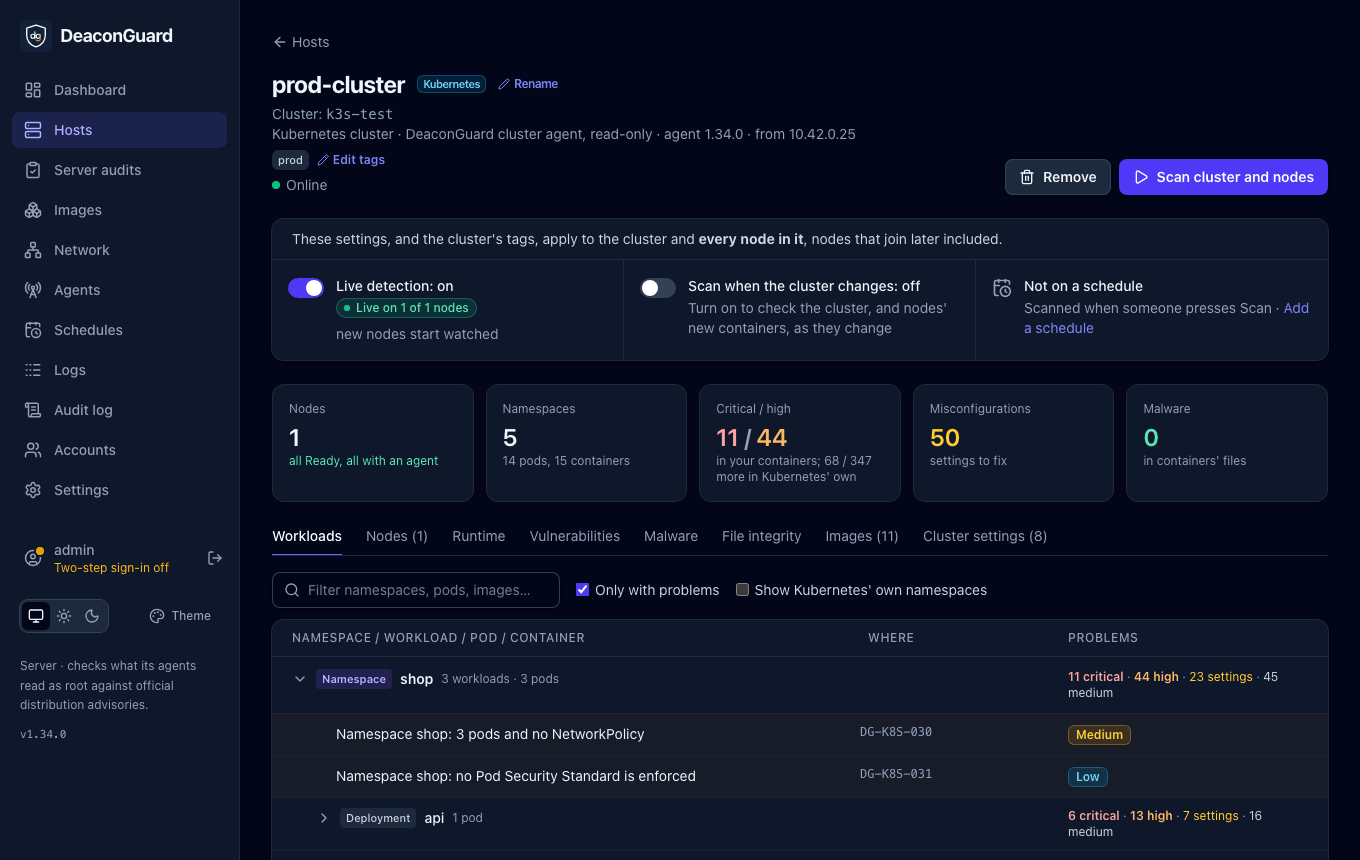 dg DeaconGuard
Dashboard
Hosts
Server audits
Images
Network
Agents
Schedules
Logs
Audit log
Accounts
Settings
admin
Two-step sign-in off
Theme
Server · checks what its agents
read as root against official
distribution advisories.
v1.34.0
← Hosts
prod-cluster Kubernetes Rename
Cluster: k3s-test
Kubernetes cluster · DeaconGuard cluster agent, read-only · agent 1.34.0 · from 10.42.0.25
prod Edit tags
Online
Remove Scan cluster and nodes
These settings, and the cluster's tags, apply to the cluster and every node in it, nodes that join later included.
Live detection: on
Live on 1 of 1 nodes
new nodes start watched
Scan when the cluster changes: off
Turn on to check the cluster, and nodes'
new containers, as they change
Not on a schedule
Scanned when someone presses Scan · Add
a schedule
Nodes
1
all Ready, all with an agent
Namespaces
5
14 pods, 15 containers
Critical / high
11 / 44
in your containers; 68 / 347
more in Kubernetes' own
Misconfigurations
50
settings to fix
Malware
0
in containers' files
Workloads Nodes (1) Runtime Vulnerabilities Malware File integrity Images (11) Cluster settings (8)
Filter namespaces, pods, images... Only with problems Show Kubernetes' own namespaces
NAMESPACE / WORKLOAD / POD / CONTAINER WHERE PROBLEMS
Namespace shop 3 workloads · 3 pods 11 critical · 44 high · 23 settings · 45
medium
Namespace shop: 3 pods and no NetworkPolicy DG-K8S-030 Medium
Namespace shop: no Pod Security Standard is enforced DG-K8S-031 Low
Deployment api 1 pod 6 critical · 13 high · 7 settings · 16
medium